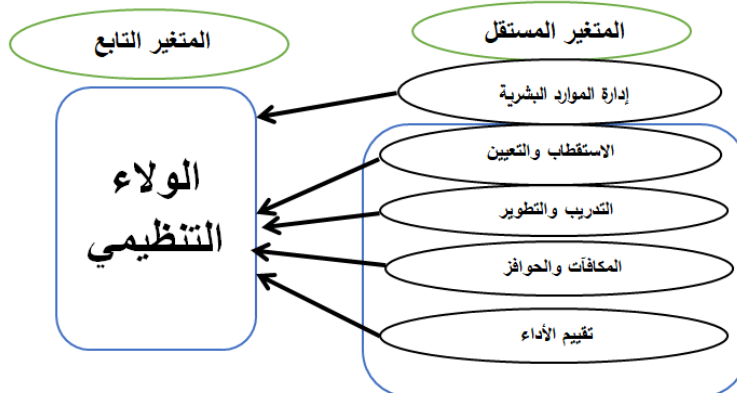 المتغير المستقل
المتغير التابع
إدارة الموارد البشرية
الاستقطاب والتعيين
التدريب والتطوير
المكافآت والحوافز
تقييم الأداء
الولاء
التنظيمي